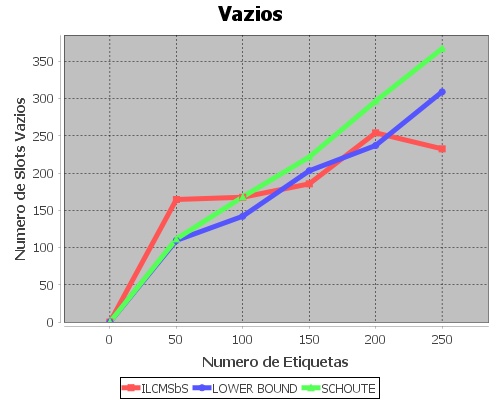 Vazios
Numero de Slots Vazios
350
300
250
200
150
100
50
0
0 50 100 150 200 250
Numero de Etiquetas
ILCMSbS LOWER BOUND SCHOUTE